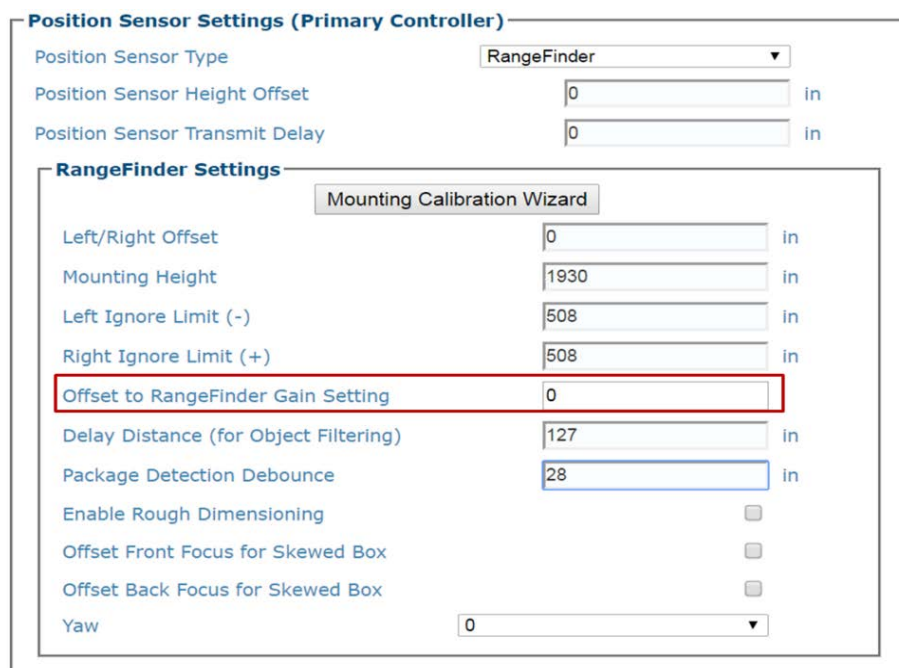 Position Sensor Settings (Primary Controller)
Position Sensor Type RangeFinder
Position Sensor Height Offset 0 in
Position Sensor Transmit Delay 0 in
RangeFinder Settings
Mounting Calibration Wizard
Left/Right Offset 0 in
Mounting Height 1930 in
Left Ignore Limit (-) 508 in
Right Ignore Limit (+) 508 in
Offset to RangeFinder Gain Setting 0
Delay Distance (for Object Filtering) 127 in
Package Detection Debounce 28 in
Enable Rough Dimensioning
Offset Front Focus for Skewed Box
Offset Back Focus for Skewed Box
Yaw 0